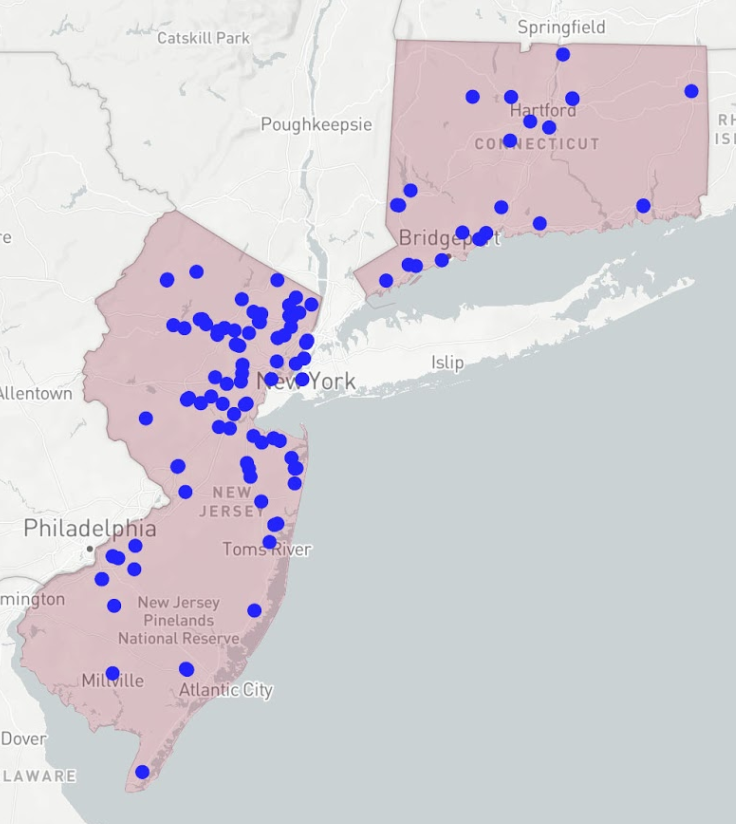 Springfield
Catskill Park
Hartford
Poughkeepsie
RH
ISL
CONNECTICUT
re
Bridgeport
Islip
New York
Allentown
NEW
JERSEY
Philadelphia
Toms River
mington
New Jersey
Pinelands
National Reserve
Millville
Atlantic City
Dover
LAWARE